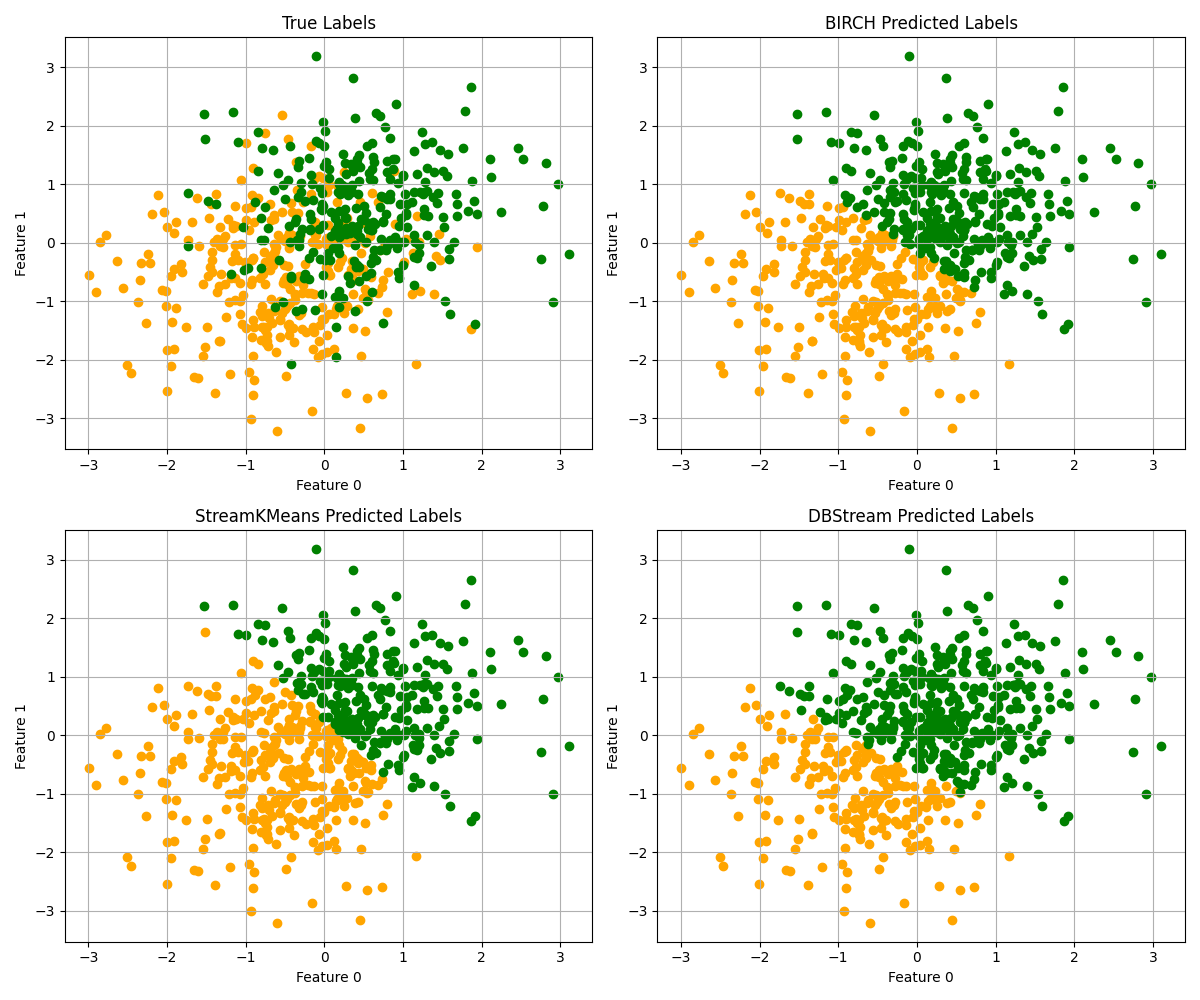 True Labels
3
2
1
0
−1
−2
−3
Feature 1
−3 −2 −1 0 1 2 3
Feature 0
BIRCH Predicted Labels
3
2
1
0
−1
−2
−3
Feature 1
−3 −2 −1 0 1 2 3
Feature 0
StreamKMeans Predicted Labels
3
2
1
0
−1
−2
−3
Feature 1
−3 −2 −1 0 1 2 3
Feature 0
DBStream Predicted Labels
3
2
1
0
−1
−2
−3
Feature 1
−3 −2 −1 0 1 2 3
Feature 0